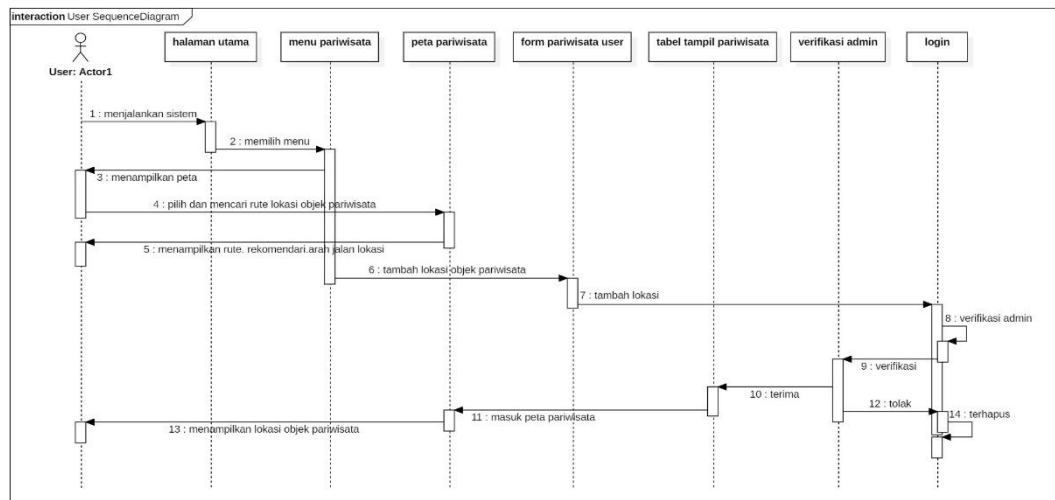 interaction User SequenceDiagram
halaman utama
menu pariwisata
peta pariwisata
form pariwisata user
tabel tampil pariwisata
verifikasi admin
login
User: Actor1
1 : menjalankan sistem
2 : memilih menu
3 : menampilkan peta
4 : pilih dan mencari rute lokasi objek pariwisata
5 : menampilkan rute. rekomendari.arah jalan lokasi
6 : tambah lokasi objek pariwisata
7 : tambah lokasi
8 : verifikasi admin
9 : verifikasi
10 : terima
12 : tolak
11 : masuk peta pariwisata
14 : terhapus
13 : menampilkan lokasi objek pariwisata